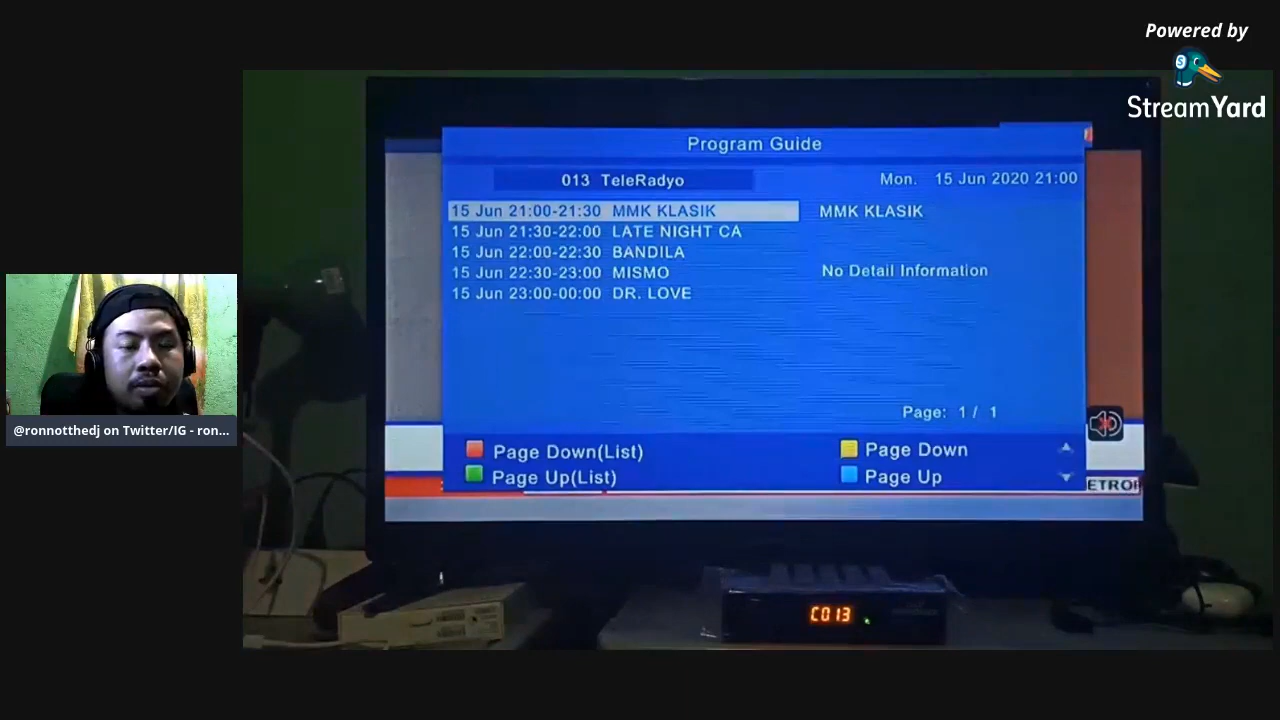 Powered by
StreamYard
Program Guide
013 TeleRadyo
Mon. 15 Jun 2020 21:00
15 Jun 21:00-21:30 MMK KLASIK
MMK KLASIK
15 Jun 21:30-22:00 LATE NIGHT CA
15 Jun 22:00-22:30 BANDILA
15 Jun 22:30-23:00 MISMO
No Detail Information
15 Jun 23:00-00:00 DR. LOVE
Page: 1 / 1
Page Down(List)
Page Down
Page Up(List)
Page Up
ETRO
C013
@ronnotthedj on Twitter/IG - ron...